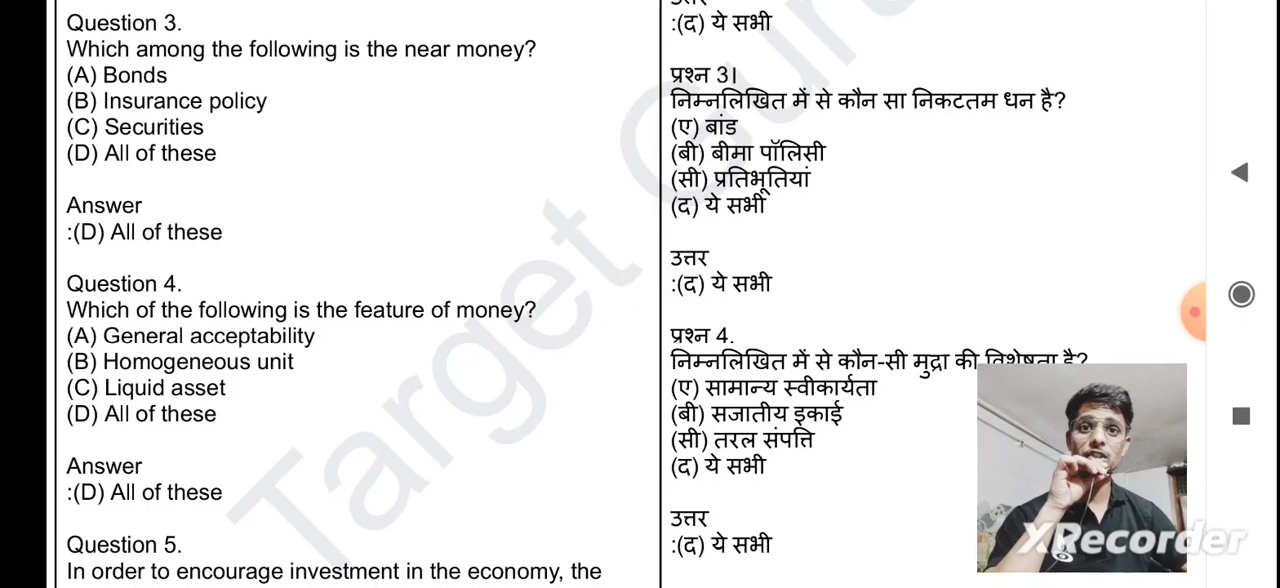 Question 3.
Which among the following is the near money?
(A) Bonds
(B) Insurance policy
(C) Securities
(D) All of these
Answer
:(D) All of these
Question 4.
Which of the following is the feature of money?
(A) General acceptability
(B) Homogeneous unit
(C) Liquid asset
(D) All of these
Answer
:(D) All of these
Question 5.
In order to encourage investment in the economy, the
:(द) ये सभी
प्रश्न 3।
निम्नलिखित में से कौन सा निकटतम धन है?
(ए) बांड
(बी) बीमा पॉलिसी
(सी) प्रतिभूतियां
(द) ये सभी
उत्तर
:(द) ये सभी
प्रश्न 4.
निम्नलिखित में से कौन-सी मुद्रा की विशेषता है?
(ए) सामान्य स्वीकार्यता
(बी) सजातीय इकाई
(सी) तरल संपत्ति
(द) ये सभी
उत्तर
:(द) ये सभी
Target Guru
XRecorder